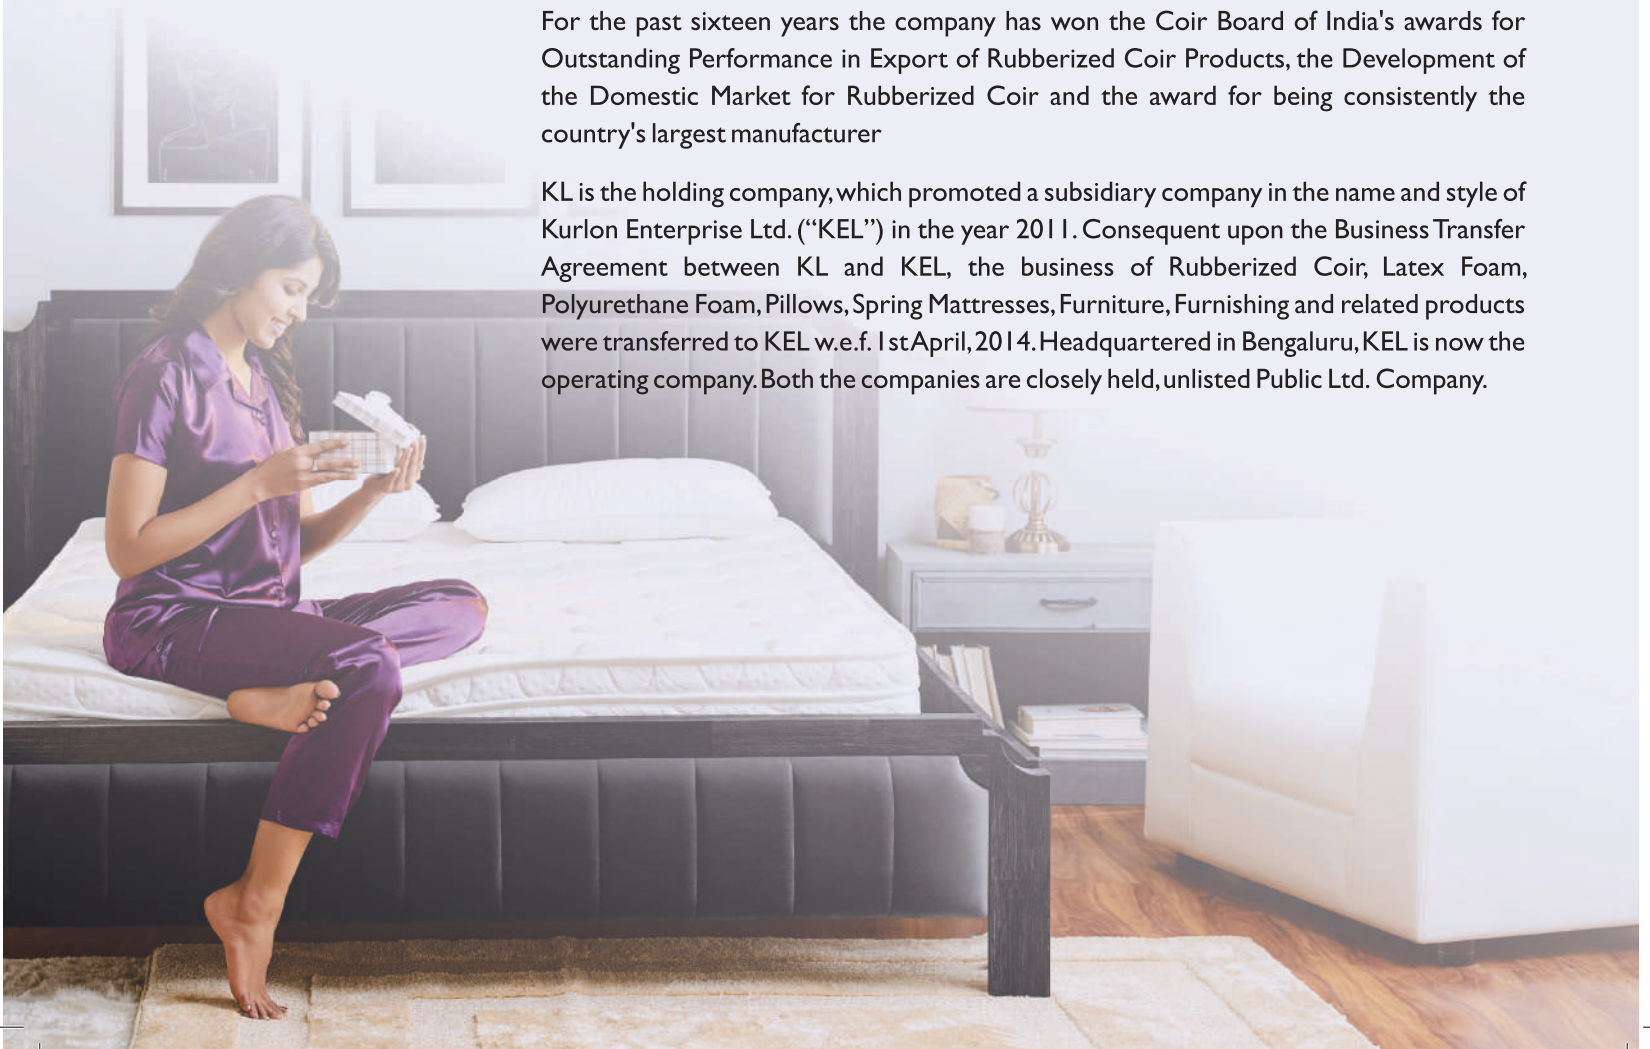 For the past sixteen years the company has won the Coir Board of India's awards for
Outstanding Performance in Export of Rubberized Coir Products, the Development of
the Domestic Market for Rubberized Coir and the award for being consistently the
country's largest manufacturer
KL is the holding company, which promoted a subsidiary company in the name and style of
Kurlon Enterprise Ltd. (“KEL”) in the year 2011. Consequent upon the Business Transfer
Agreement between KL and KEL, the business of Rubberized Coir, Latex Foam,
Polyurethane Foam, Pillows, Spring Mattresses, Furniture, Furnishing and related products
were transferred to KEL w.e.f. 1st April, 2014. Headquartered in Bengaluru, KEL is now the
operating company. Both the companies are closely held, unlisted Public Ltd. Company.